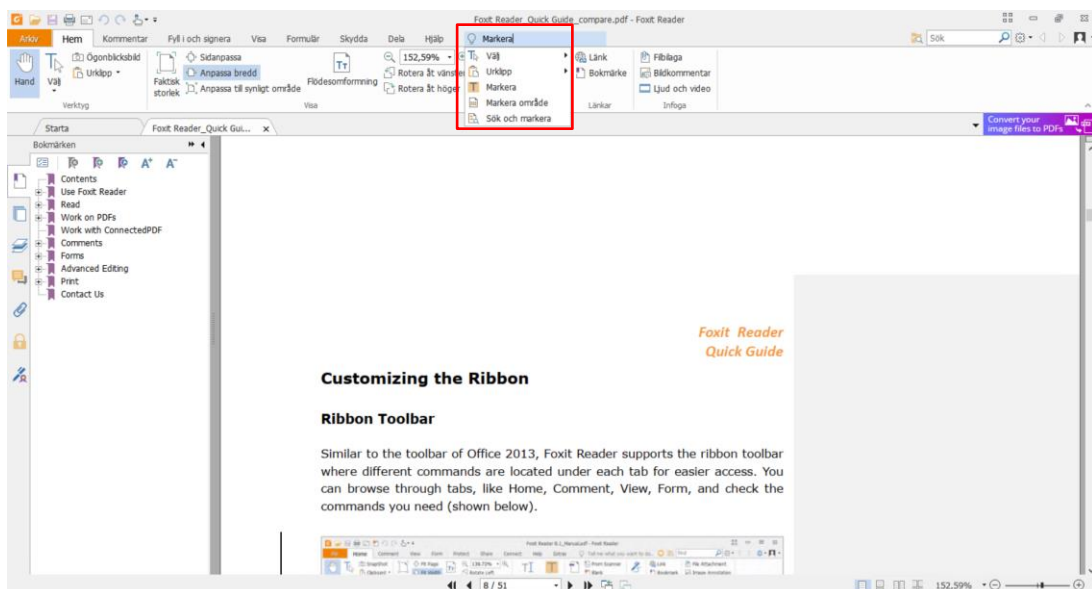 Foxit Reader_Quick Guide_compare.pdf - Foxit Reader
Arkiv Hem Kommentar Fyll i och signera Visa Formulär Skydda Dela Hjälp Markera Sök
Hand
Välj
Ögonblicksbild
Urklipp
Verktyg
Faktisk storlek
Sidanpassa
Anpassa bredd
Anpassa till synligt område
Flödesomformning
152,59%
Rotera åt vänster
Rotera åt höger
Visa
Välj
Urklipp
Markera
Markera område
Sök och markera
Länk
Bokmärke
Länkar
Filbilaga
Bildkommentar
Ljud och video
Infoga
Starta
Foxit Reader_Quick Gui...
Convert your
image files to PDFs
Bokmärken
Contents
Use Foxit Reader
Read
Work on PDFs
Work with ConnectedPDF
Comments
Forms
Advanced Editing
Print
Contact Us
Foxit Reader
Quick Guide
Customizing the Ribbon
Ribbon Toolbar
Similar to the toolbar of Office 2013, Foxit Reader supports the ribbon toolbar
where different commands are located under each tab for easier access. You
can browse through tabs, like Home, Comment, View, Form, and check the
commands you need (shown below).
8 / 51
152.59%